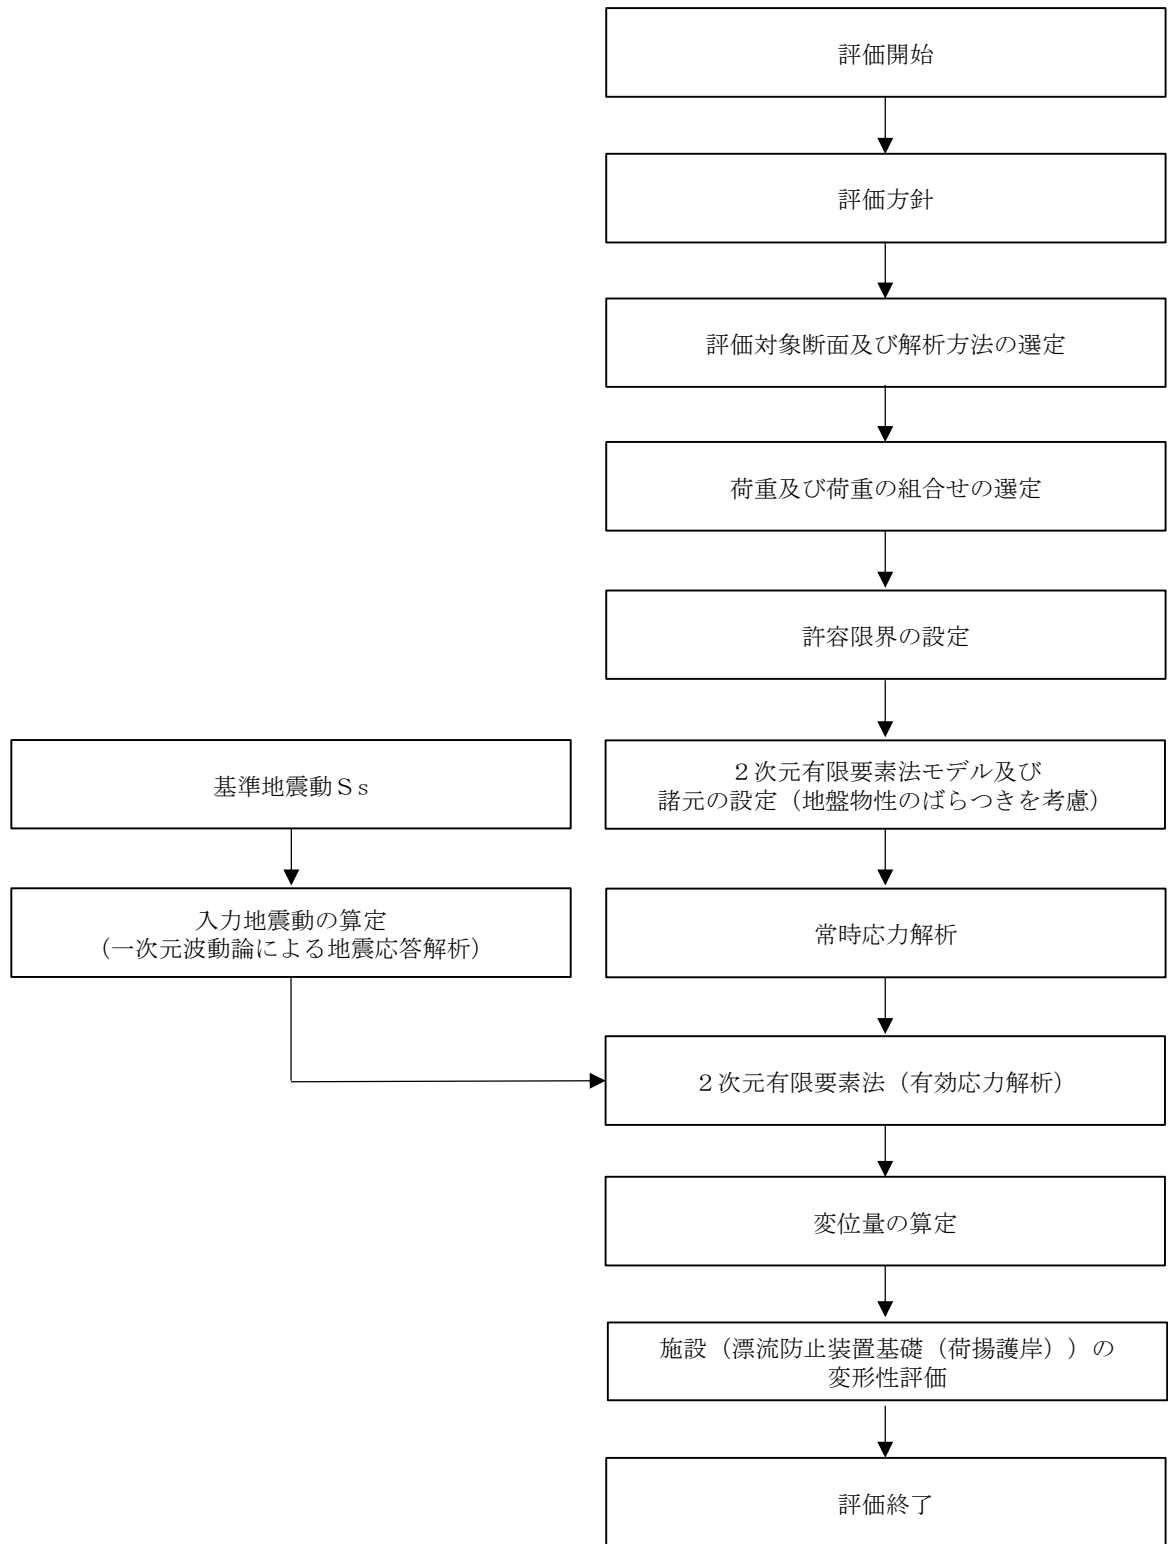 評価開始
評価方針
評価対象断面及び解析方法の選定
荷重及び荷重の組合せの選定
許容限界の設定
基準地震動Ｓs
２次元有限要素法モデル及び
諸元の設定（地盤物性のばらつきを考慮）
入力地震動の算定
（一次元波動論による地震応答解析）
常時応力解析
２次元有限要素法（有効応力解析）
変位量の算定
施設（漂流防止装置基礎（荷揚護岸））の
変形性評価
評価終了